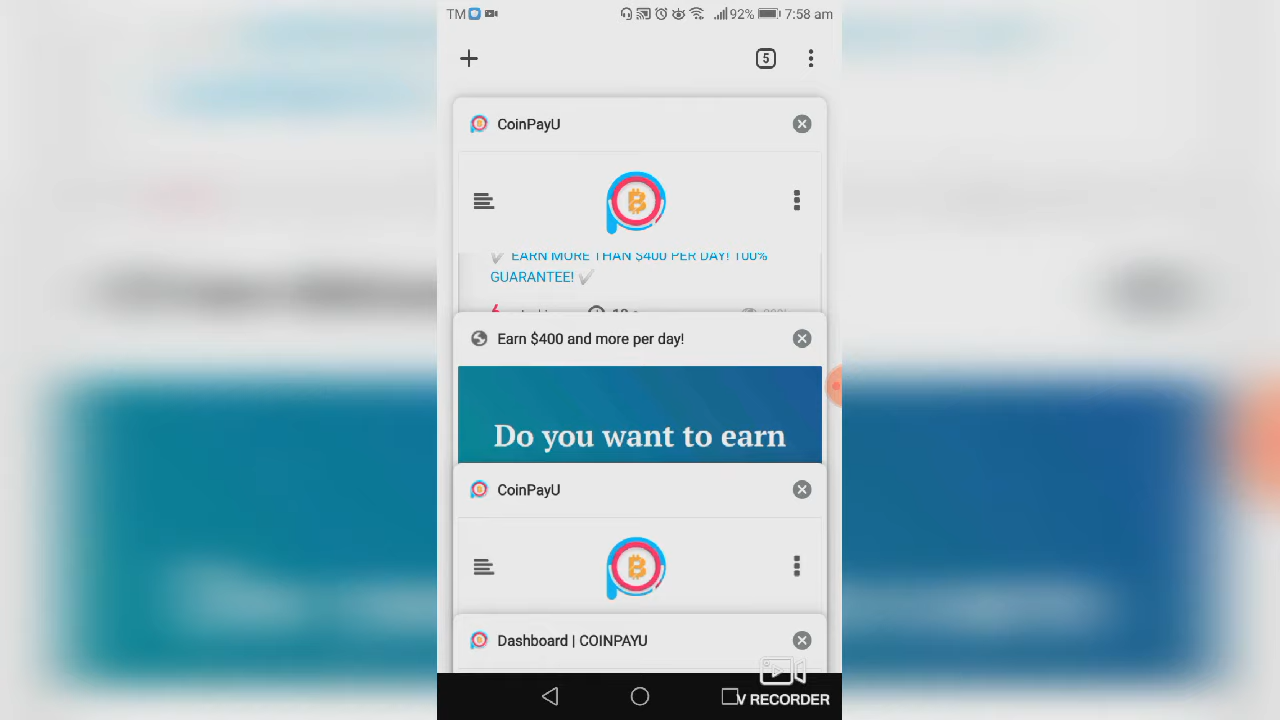 TM 92% 7:58 am
5
CoinPayU
EARN MORE THAN $400 PER DAY! 100%
GUARANTEE!
Earn $400 and more per day!
Do you want to earn
CoinPayU
Dashboard | COINPAYU
V RECORDER